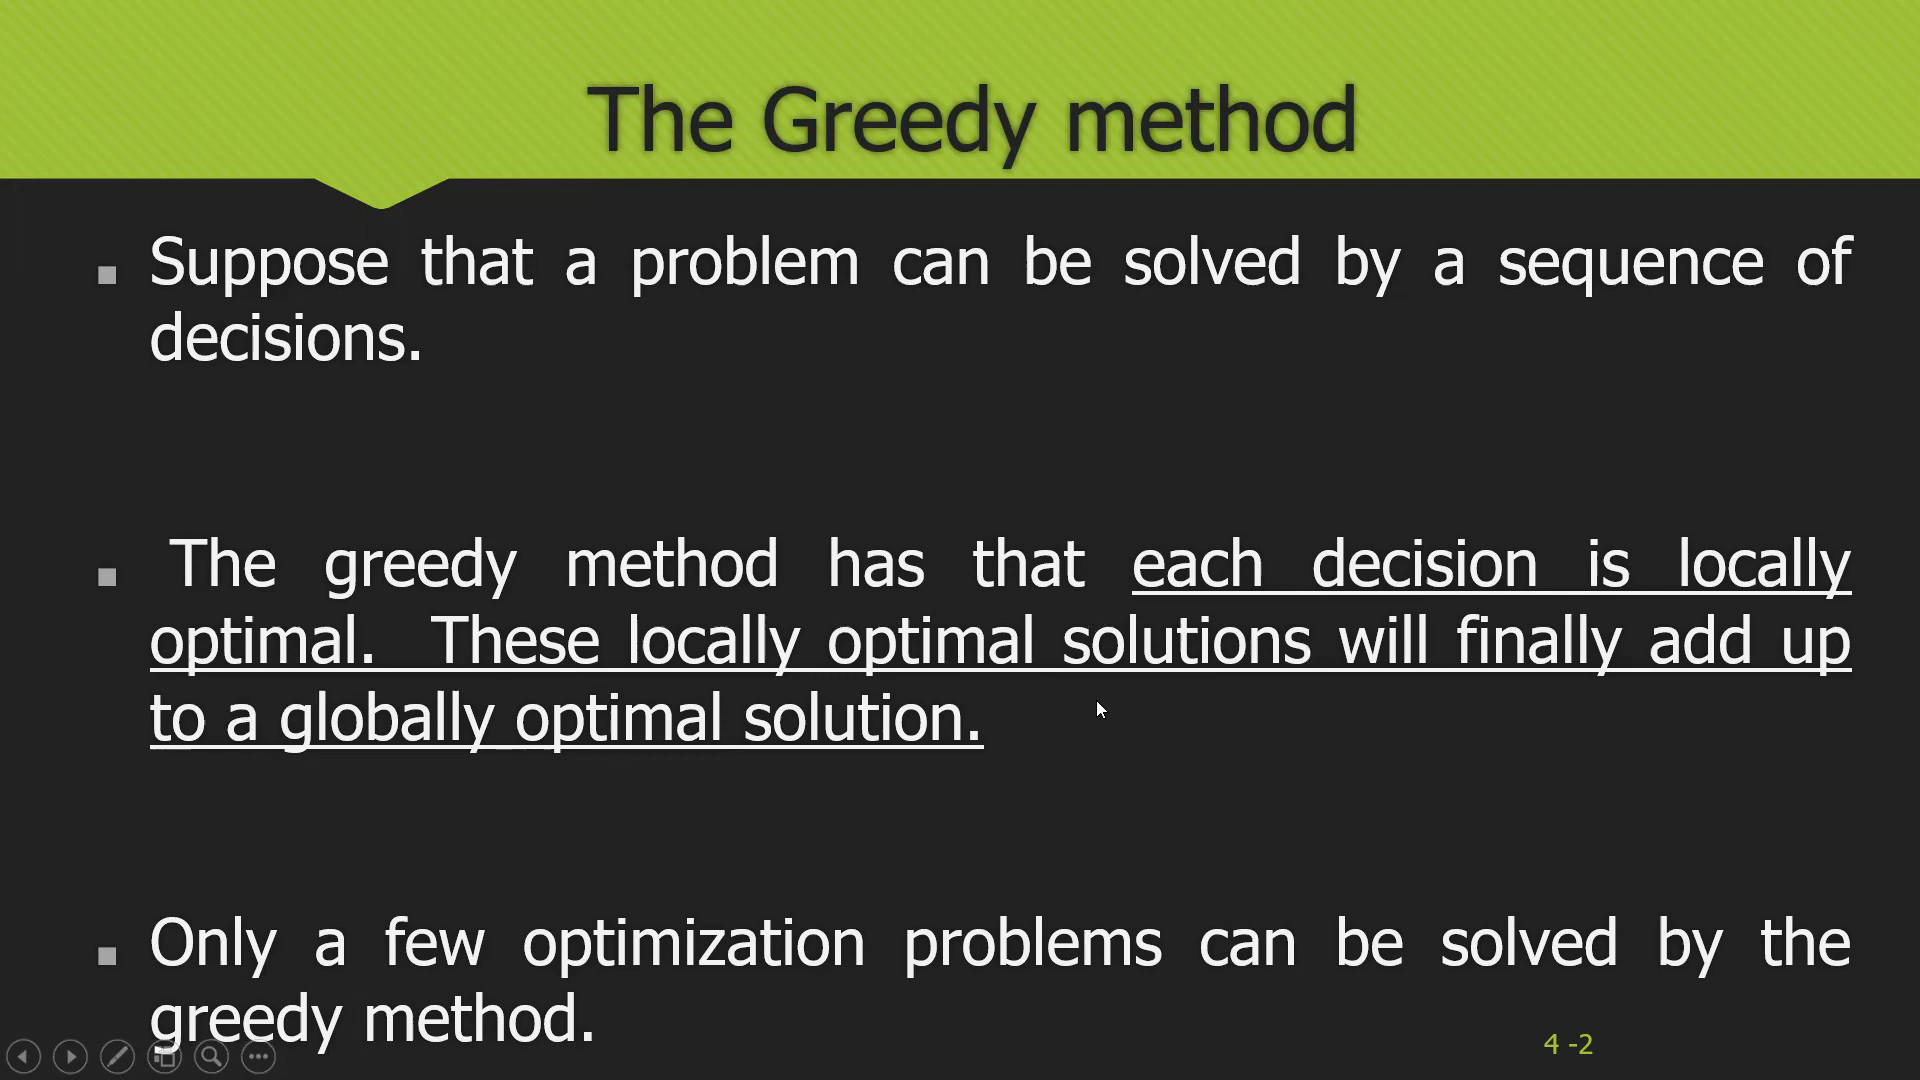 The Greedy method
Suppose that a problem can be solved by a sequence of
decisions.
The greedy method has that each decision is locally
optimal. These locally optimal solutions will finally add up
to a globally optimal solution.
Only a few optimization problems can be solved by the
greedy method.
4 -2